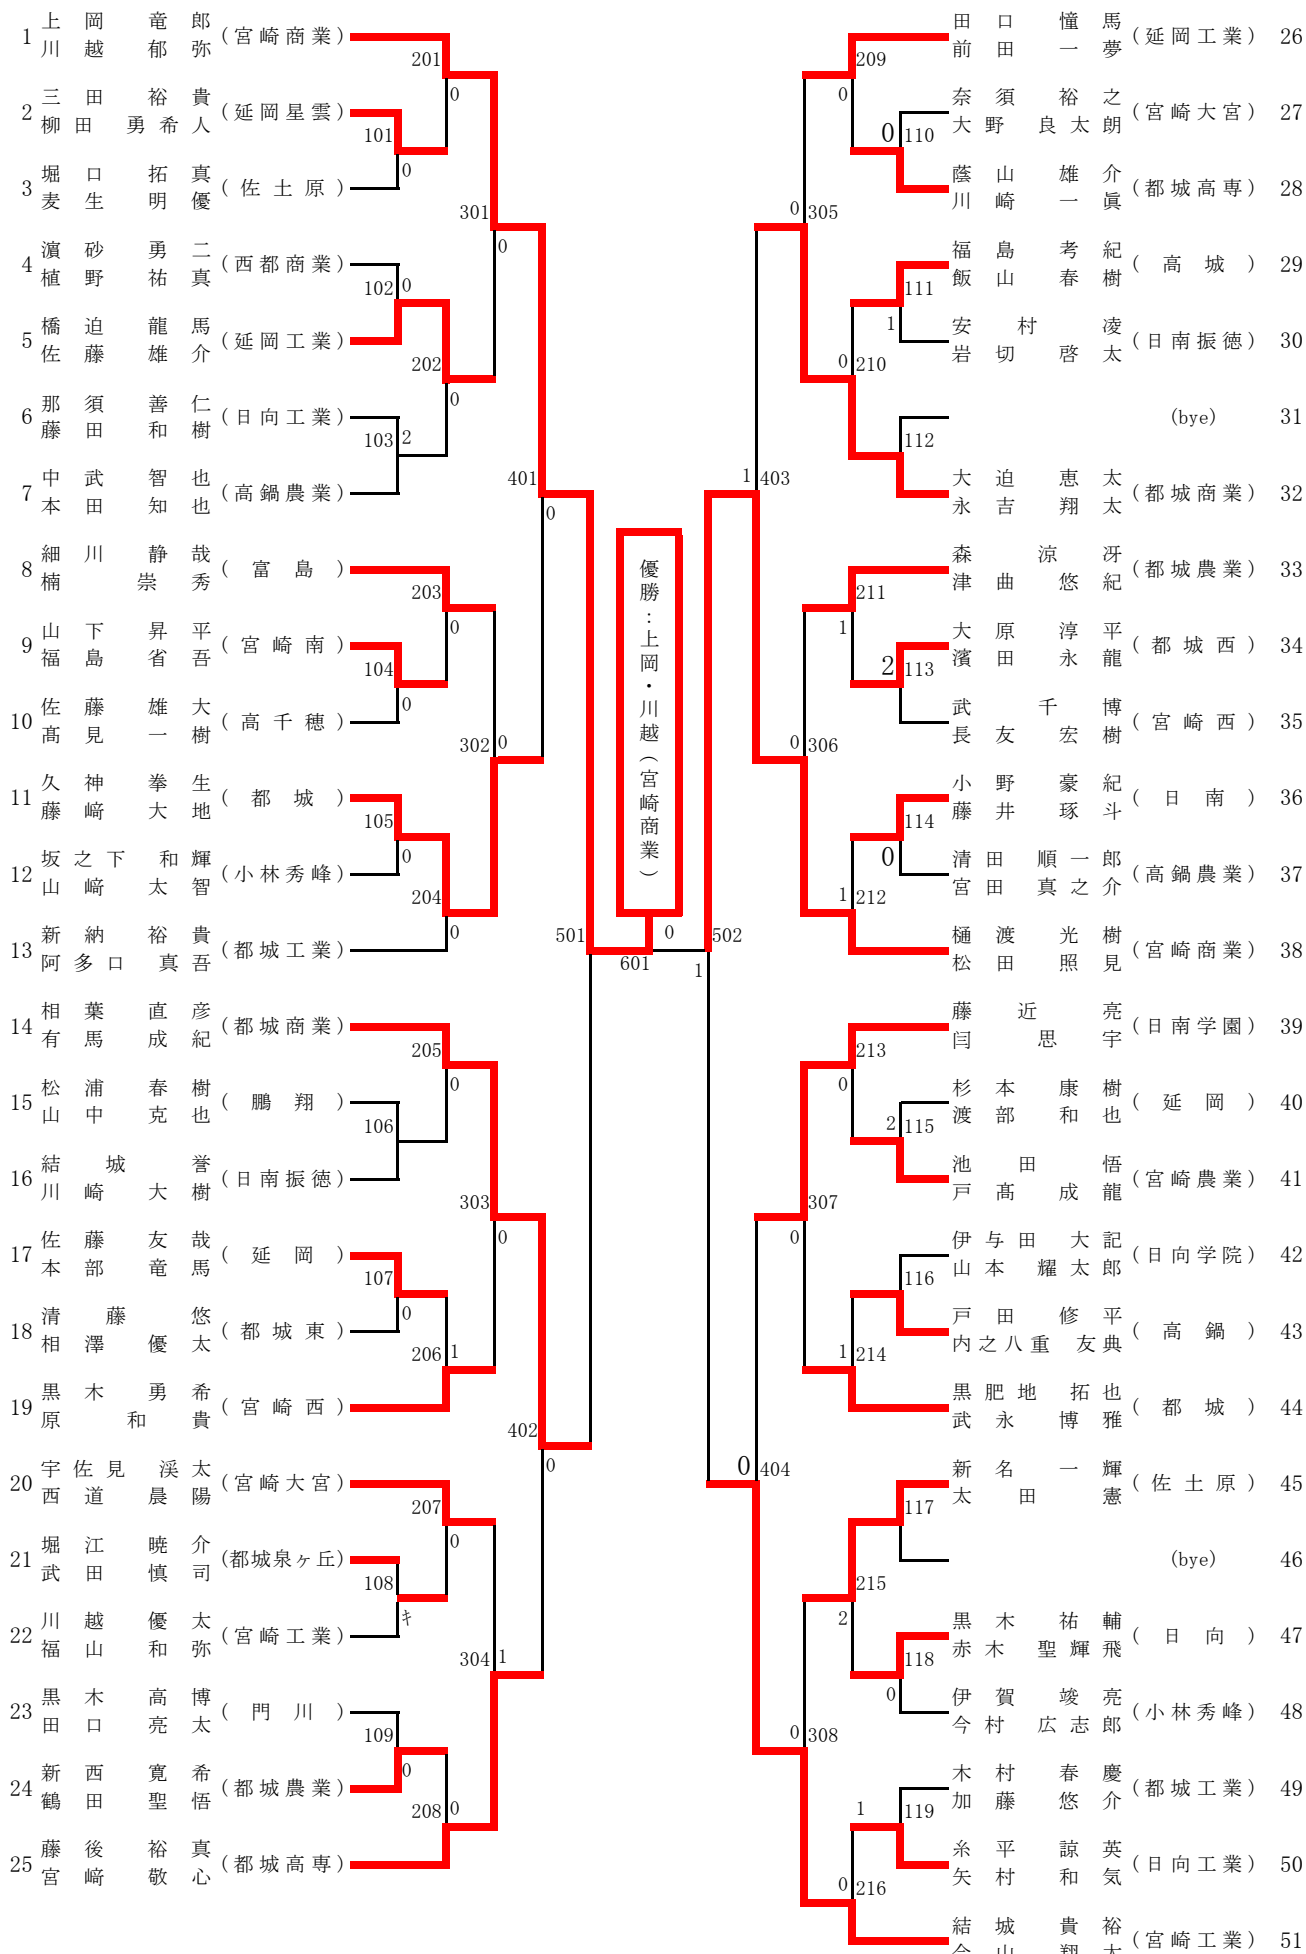 1 上岡 竜郎 (宮崎商業)
川越 郁弥
2 三田 裕貴 (延岡星雲)
柳田 勇希人
3 堀口 拓真 (佐土原)
麦生 明優
4 濵砂 勇二 (西都商業)
植野 祐真
5 橋迫 龍馬 (延岡工業)
佐藤 雄介
6 那須 善仁 (日向工業)
藤田 和樹
7 中武 智也 (高鍋農業)
本田 知也
8 細川 静哉 (富島)
楠 崇秀
9 山下 昇平 (宮崎南)
福島 省吾
10 佐藤 雄大 (高千穂)
髙見 一樹
11 久神 拳生 (都城)
藤﨑 大地
12 坂之下 和輝 (小林秀峰)
山﨑 太智
13 新納 裕貴 (都城工業)
阿多口 真吾
14 相葉 直彦 (都城商業)
有馬 成紀
15 松浦 春樹 (鵬翔)
山中 克也
16 結城 誉 (日南振徳)
川崎 大樹
17 佐藤 友哉 (延岡)
本部 竜馬
18 清藤 悠 (都城東)
相澤 優太
19 黒木 勇希 (宮崎西)
原 和貴
20 宇佐見 渓太 (宮崎大宮)
西道 晨陽
21 堀江 暁介 (都城泉ヶ丘)
武田 慎司
22 川越 優太 (宮崎工業)
福山 和弥
23 黒木 高博 (門川)
田口 亮太
24 新西 寛希 (都城農業)
鶴田 聖悟
25 藤後 裕真 (都城高専)
宮﨑 敬心
201
0
101
0
301
0
102 0
202
0
103 2
401
0
203
0
104
0
302 0
105
0
204
0
501
601
0
502
1
205
0
106
303
0
107
0
206 1
402
0
207
0
108
キ
304 1
109
0
208 0
優勝:上岡・川越(宮崎商業)
209
0
0 110
0 305
111
1
0 210
112
1 403
211
1
2 113
0 306
114
0
1 212
213
0
2 115
307
0
116
1 214
0 404
117
215
2
118
0
0 308
1 119
0 216
田口 憧馬 (延岡工業) 26
前田 一夢
奈須 裕之 (宮崎大宮) 27
大野 良太朗
蔭山 雄介 (都城高専) 28
川崎 一眞
福島 考紀 (高城) 29
飯山 春樹
安村 凌 (日南振徳) 30
岩切 啓太
(bye) 31
大迫 恵太 (都城商業) 32
永吉 翔太
森 涼冴 (都城農業) 33
津曲 悠紀
大原 淳平 (都城西) 34
濱田 永龍
武 千博 (宮崎西) 35
長友 宏樹
小野 豪紀 (日南) 36
藤井 琢斗
清田 順一郎 (高鍋農業) 37
宮田 真之介
樋渡 光樹 (宮崎商業) 38
松田 照見
藤近 亮 (日南学園) 39
闫 思宇
杉本 康樹 (延岡) 40
渡部 和也
池田 悟 (宮崎農業) 41
戸髙 成龍
伊与田 大記 (日向学院) 42
山本 耀太郎
戸田 修平 (高鍋) 43
内之八重 友典
黒肥地 拓也 (都城) 44
武永 博雅
新名 一輝 (佐土原) 45
太田 憲
(bye) 46
黒木 祐輔 (日向) 47
赤木 聖輝飛
伊賀 竣亮 (小林秀峰) 48
今村 広志郎
木村 春慶 (都城工業) 49
加藤 悠介
糸平 諒英 (日向工業) 50
矢村 和気
結城 貴裕 (宮崎工業) 51